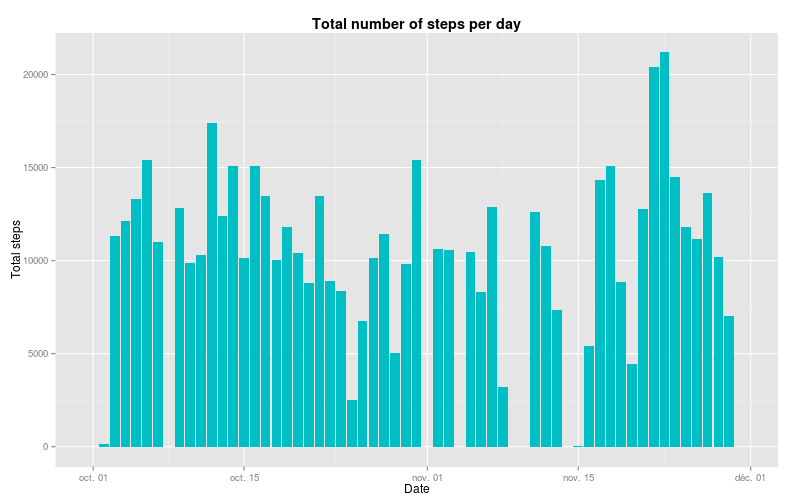 Total number of steps per day
Total steps
20000
15000
10000
5000
0
oct. 01
oct. 15
nov. 01
nov. 15
déc. 01
Date